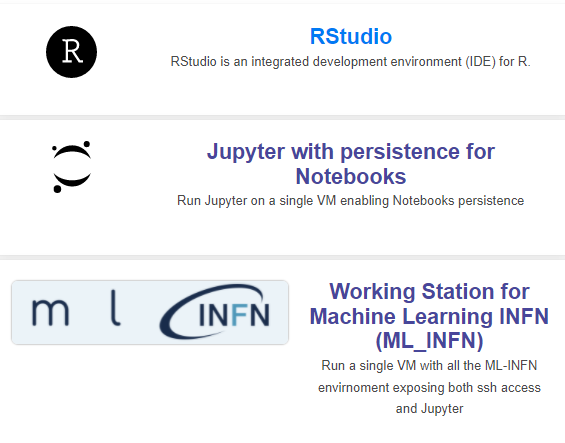 R
RStudio
RStudio is an integrated development environment (IDE) for R.
Jupyter with persistence for
Notebooks
Run Jupyter on a single VM enabling Notebooks persistence
ml INFN
Working Station for
Machine Learning INFN
(ML_INFN)
Run a single VM with all the ML-INFN
envirnoment exposing both ssh access
and Jupyter